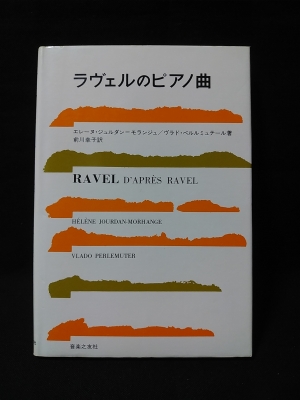 ラヴェルのピアノ曲
エレーヌ・ジュルダン＝モランジュ／ヴラド・ペルルミュテール著
前川幸子訳
RAVEL D'APRÈS RAVEL
HÉLÈNE JOURDAN-MORHANGE
VLADO PERLEMUTER
音楽之友社